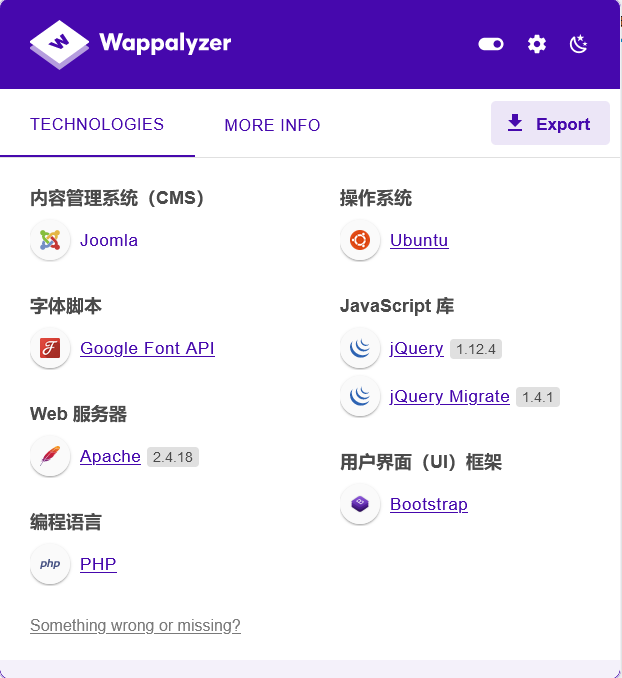 Wappalyzer
TECHNOLOGIES
MORE INFO
Export
内容管理系统（CMS）
Joomla
字体脚本
Google Font API
Web 服务器
Apache 2.4.18
编程语言
php PHP
操作系统
Ubuntu
JavaScript 库
jQuery 1.12.4
jQuery Migrate 1.4.1
用户界面（UI）框架
Bootstrap
Something wrong or missing?